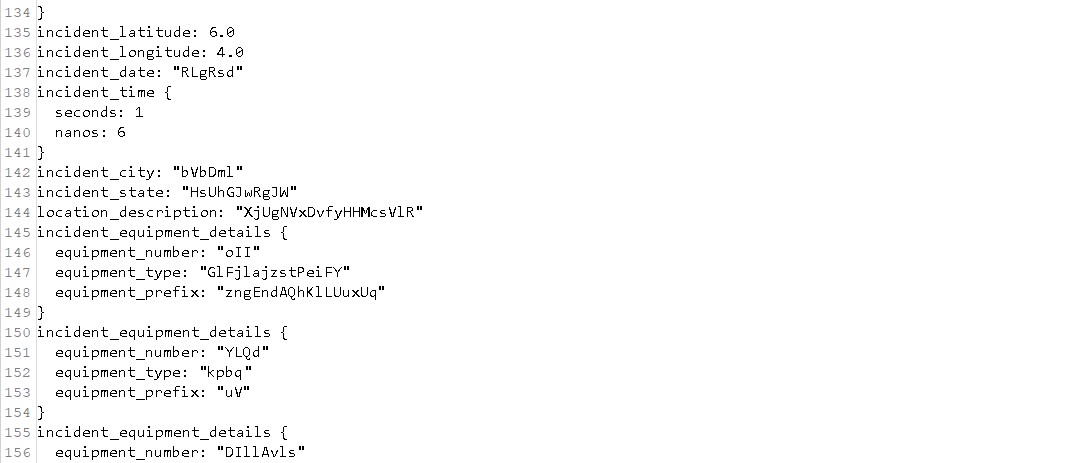 134 }
135 incident_latitude: 6.0
136 incident_longitude: 4.0
137 incident_date: "RLgRsd"
138 incident_time {
139   seconds: 1
140   nanos: 6
141 }
142 incident_city: "bVbDml"
143 incident_state: "HsUhGJwRgJW"
144 location_description: "XjUgNVxDvfyHHMcsVlR"
145 incident_equipment_details {
146   equipment_number: "oII"
147   equipment_type: "GlFjlajzstPeiFY"
148   equipment_prefix: "zngEndAQhKlLUuxUq"
149 }
150 incident_equipment_details {
151   equipment_number: "YLQd"
152   equipment_type: "kpbq"
153   equipment_prefix: "uV"
154 }
155 incident_equipment_details {
156   equipment_number: "DIllAvls"